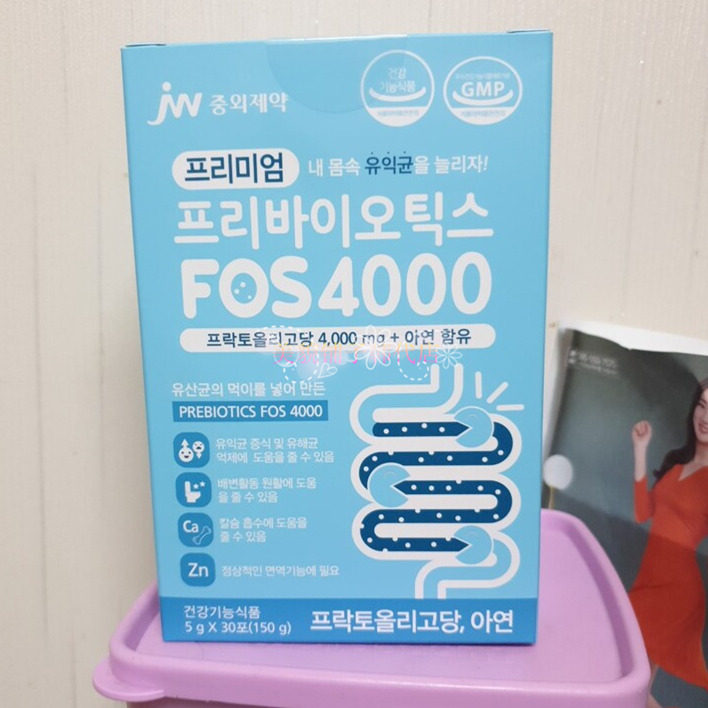 jw 중외제약
건강
기능식품
GMP
프리미엄 내 몸속 유익균을 늘리자!
프리바이오틱스
FOS4000
프락토올리고당 4,000 mg + 아연 함유
유산균의 먹이를 넣어 만든
PREBIOTICS FOS 4000
유익균 증식 및 유해균
억제에 도움을 줄 수 있음
배변활동 원활에 도움
을 줄 수 있음
Ca
칼슘 흡수에 도움을
줄 수 있음
Zn 정상적인 면역기능에 필요
건강기능식품
5 g X 30포(150 g)
프락토올리고당, 아연